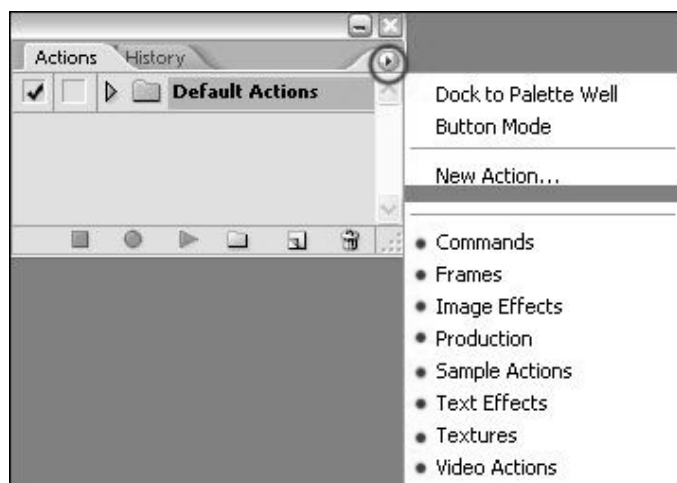 Actions History
Default Actions
Dock to Palette Well
Button Mode
New Action...
Commands
Frames
Image Effects
Production
Sample Actions
Text Effects
Textures
Video Actions